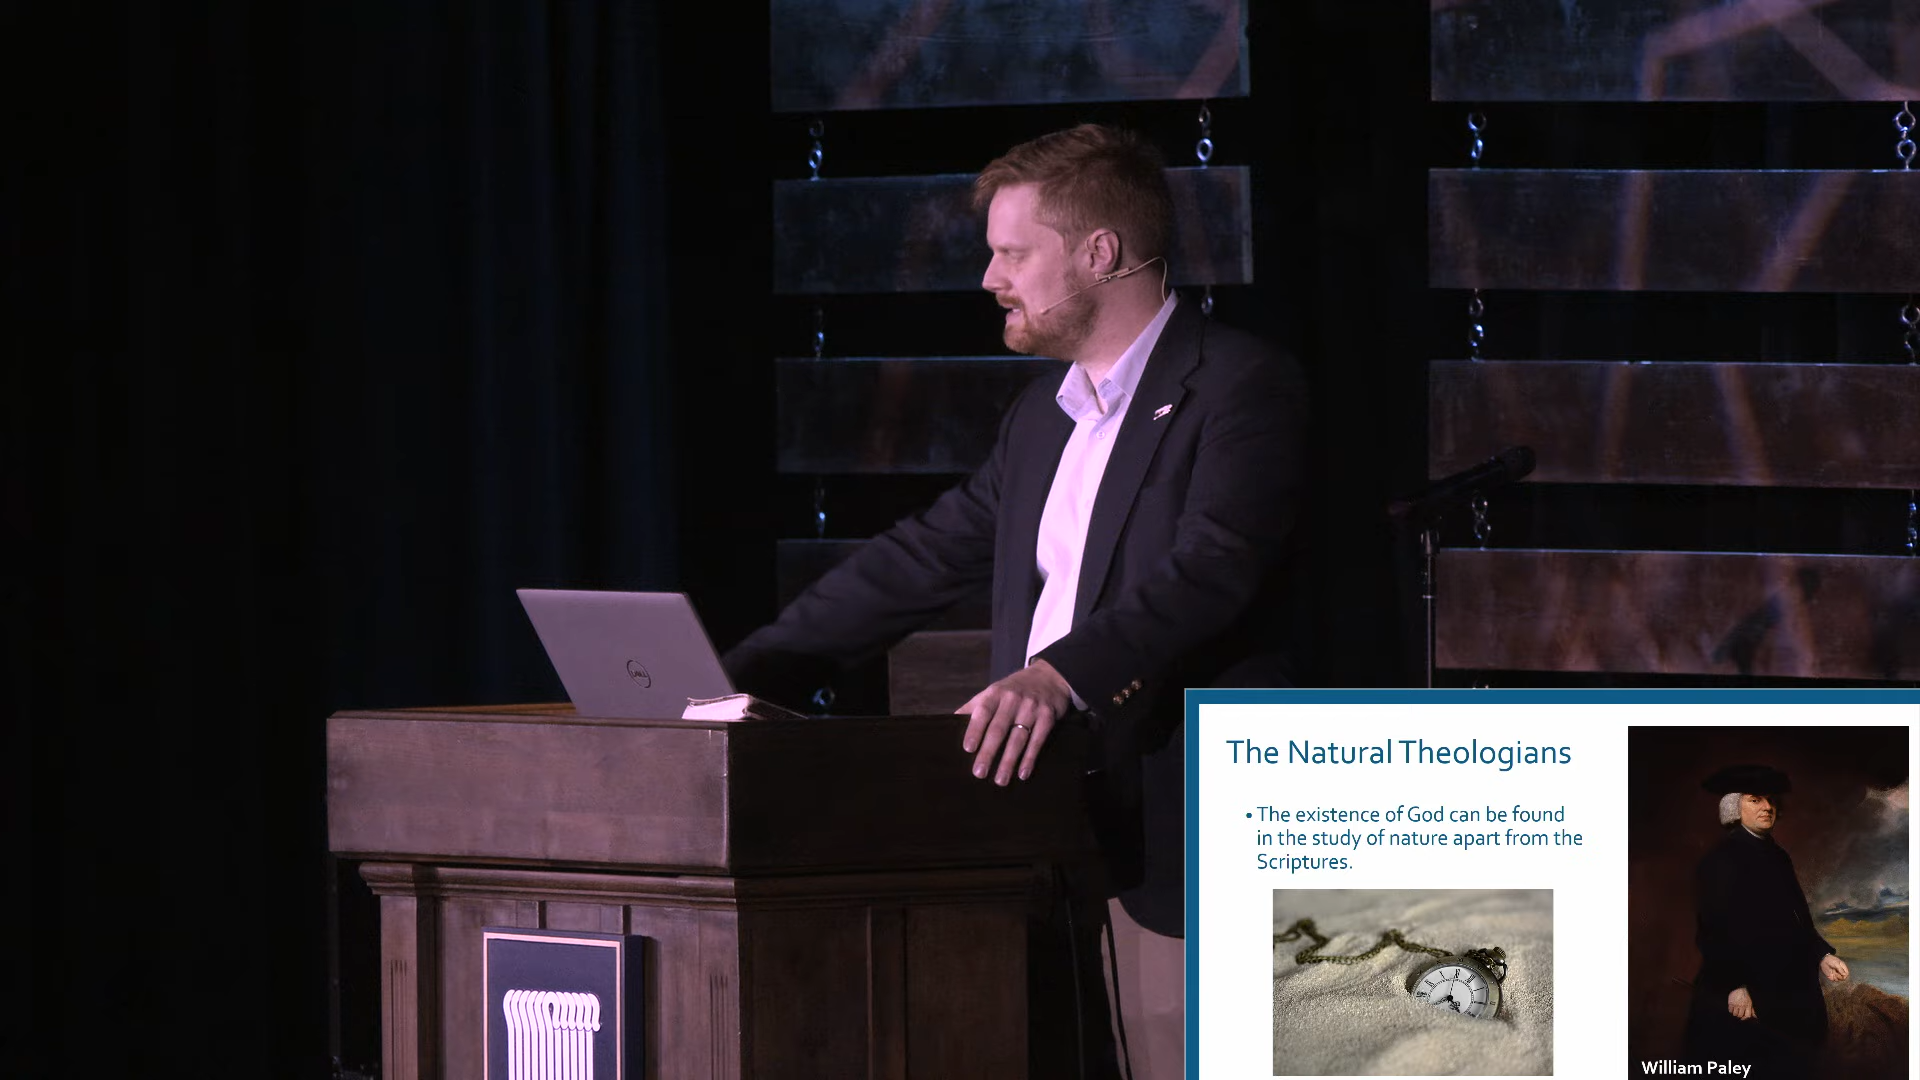 DELL
The Natural Theologians
• The existence of God can be found
in the study of nature apart from the
Scriptures.
William Paley